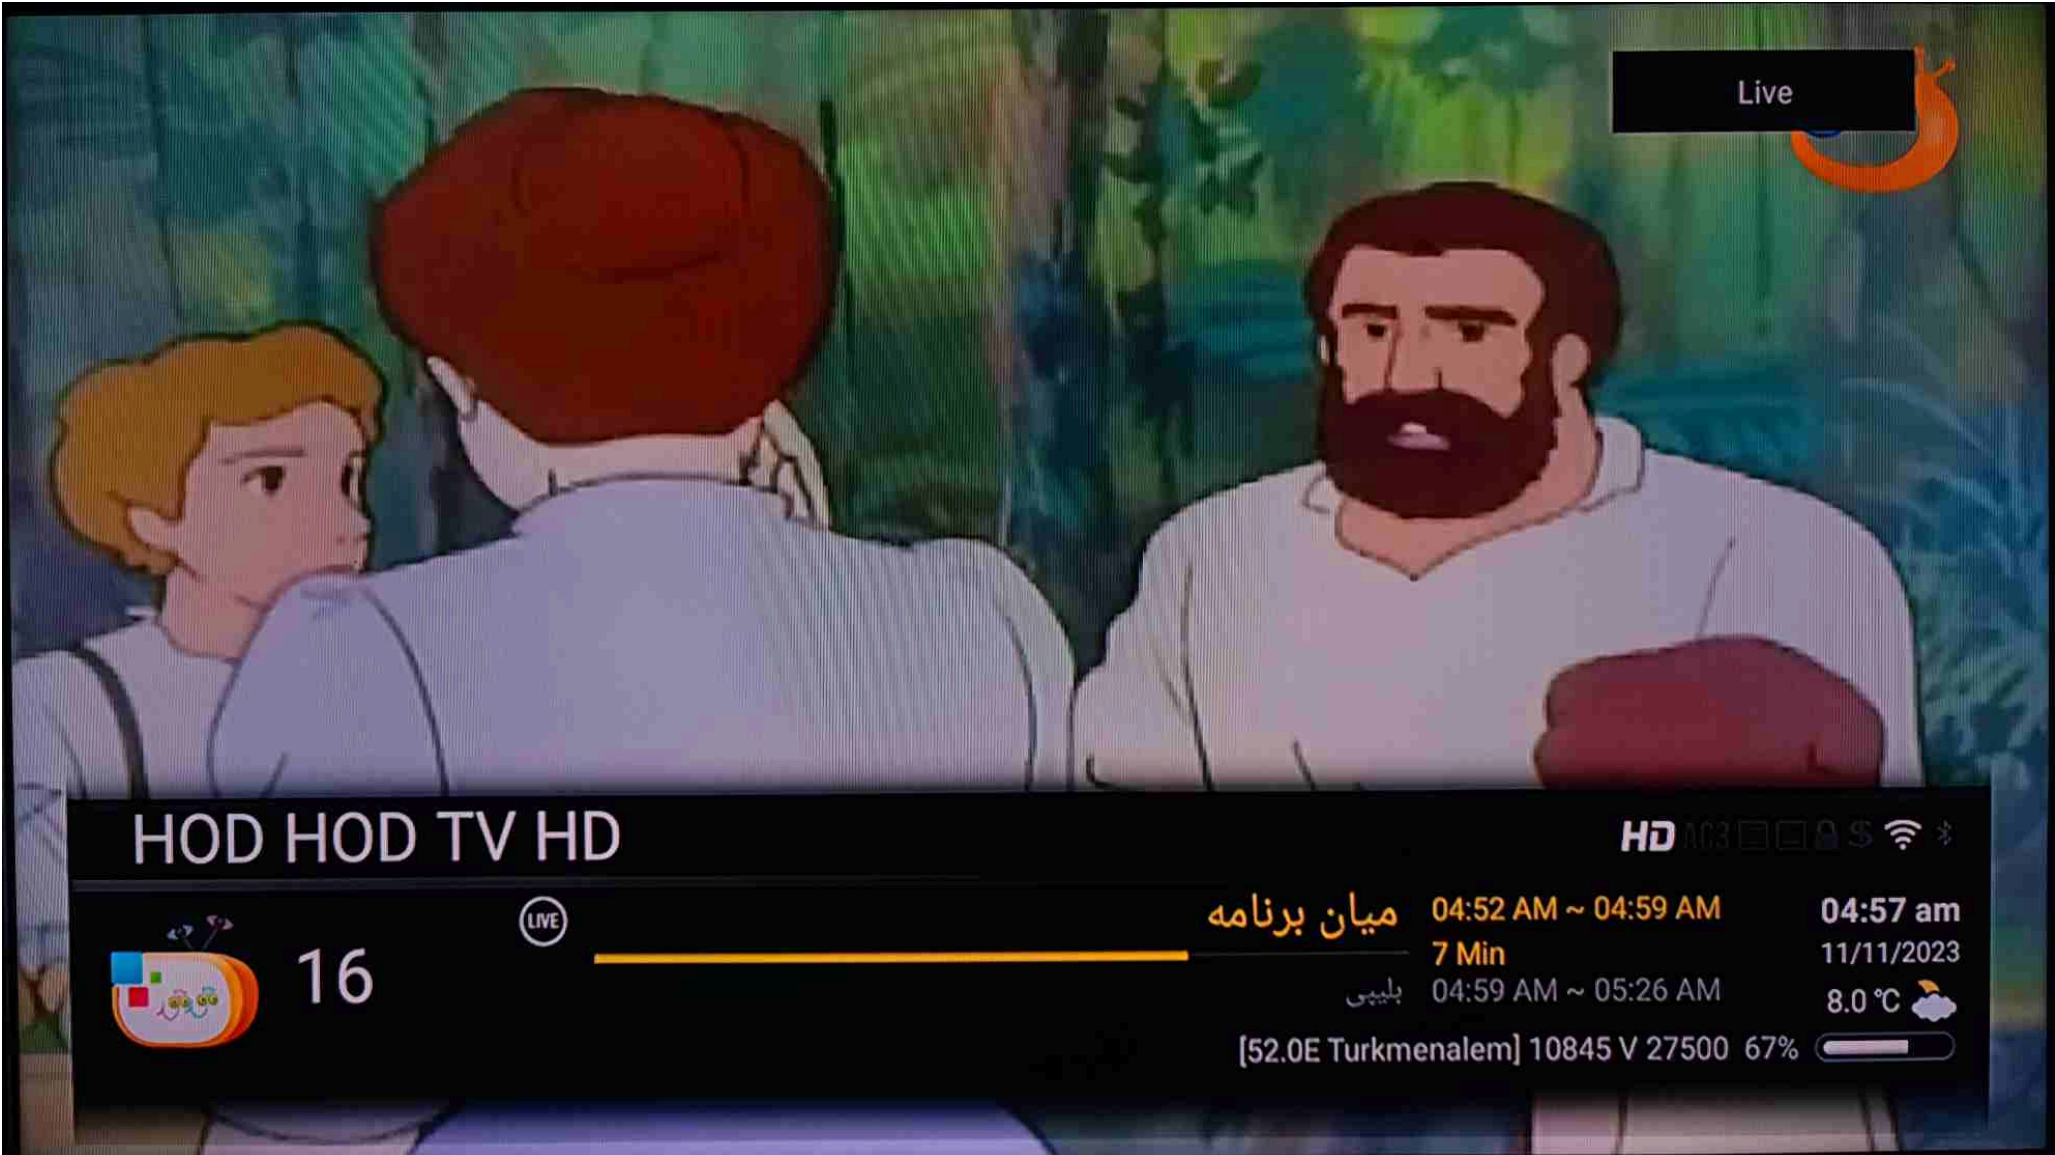 Live
HOD HOD TV HD
HD AC3 $
LIVE
میان برنامه 04:52 AM ~ 04:59 AM
04:57 am
16
7 Min
11/11/2023
بلیبی 04:59 AM ~ 05:26 AM
8.0 °C
[52.0E Turkmenalem] 10845 V 27500 67%